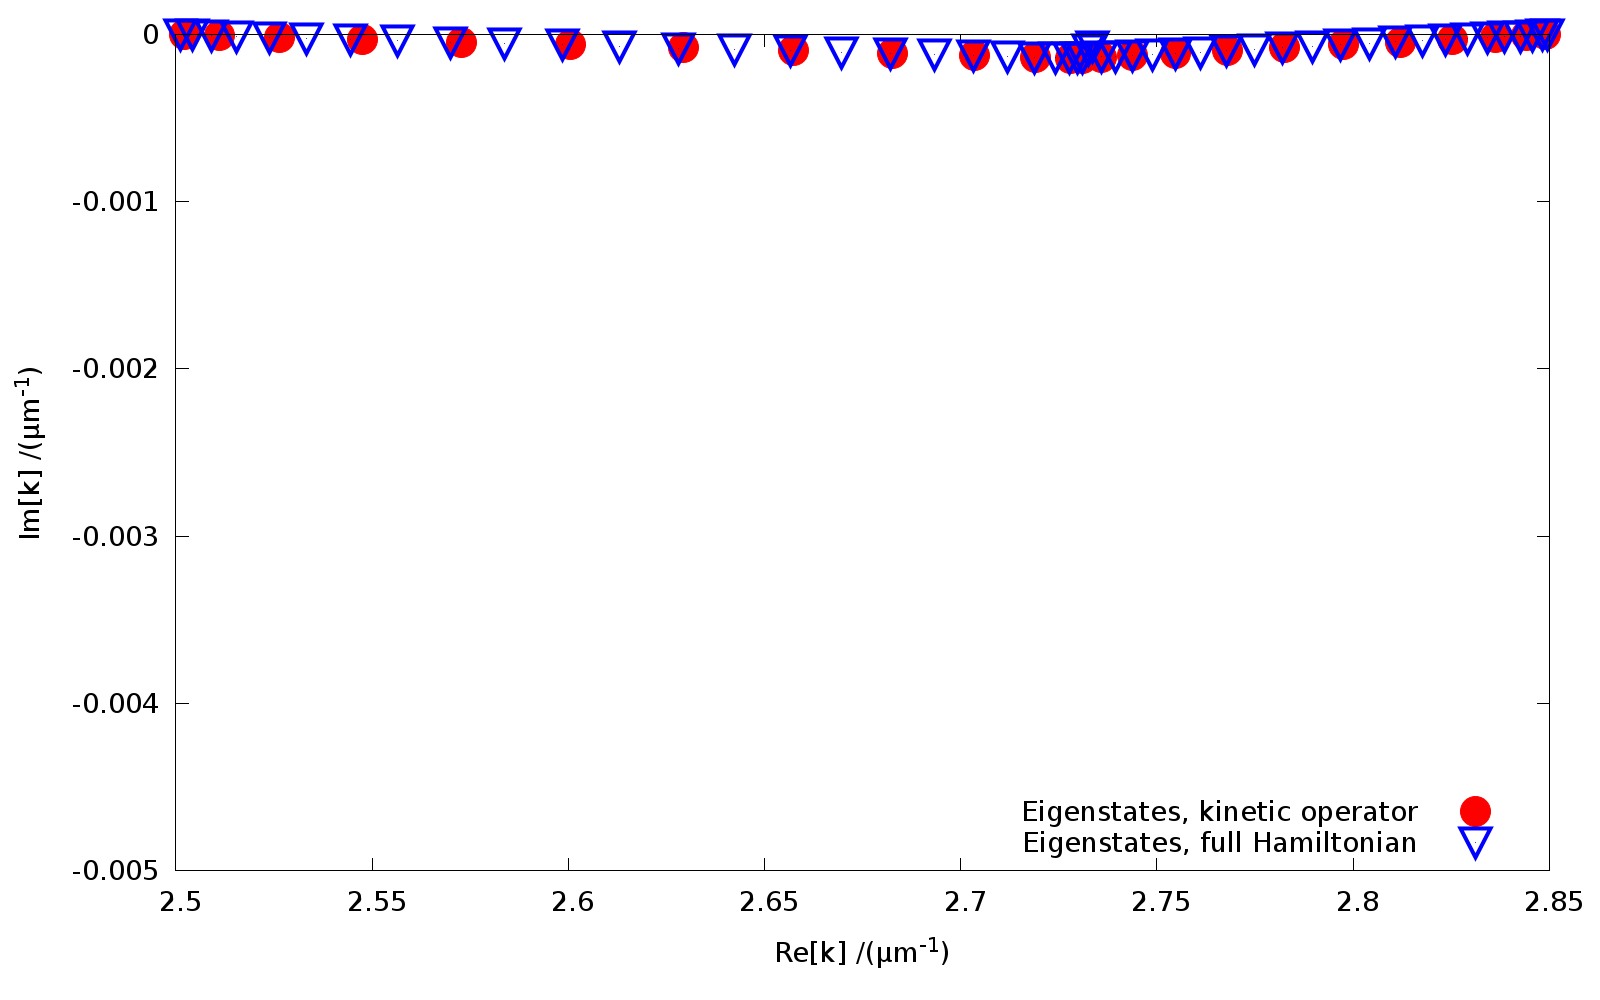 0
-0.001
-0.002
-0.003
-0.004
-0.005
2.5 2.55 2.6 2.65 2.7 2.75 2.8 2.85
Im[k] /(µm⁻¹)
Re[k] /(µm⁻¹)
Eigenstates, kinetic operator
Eigenstates, full Hamiltonian